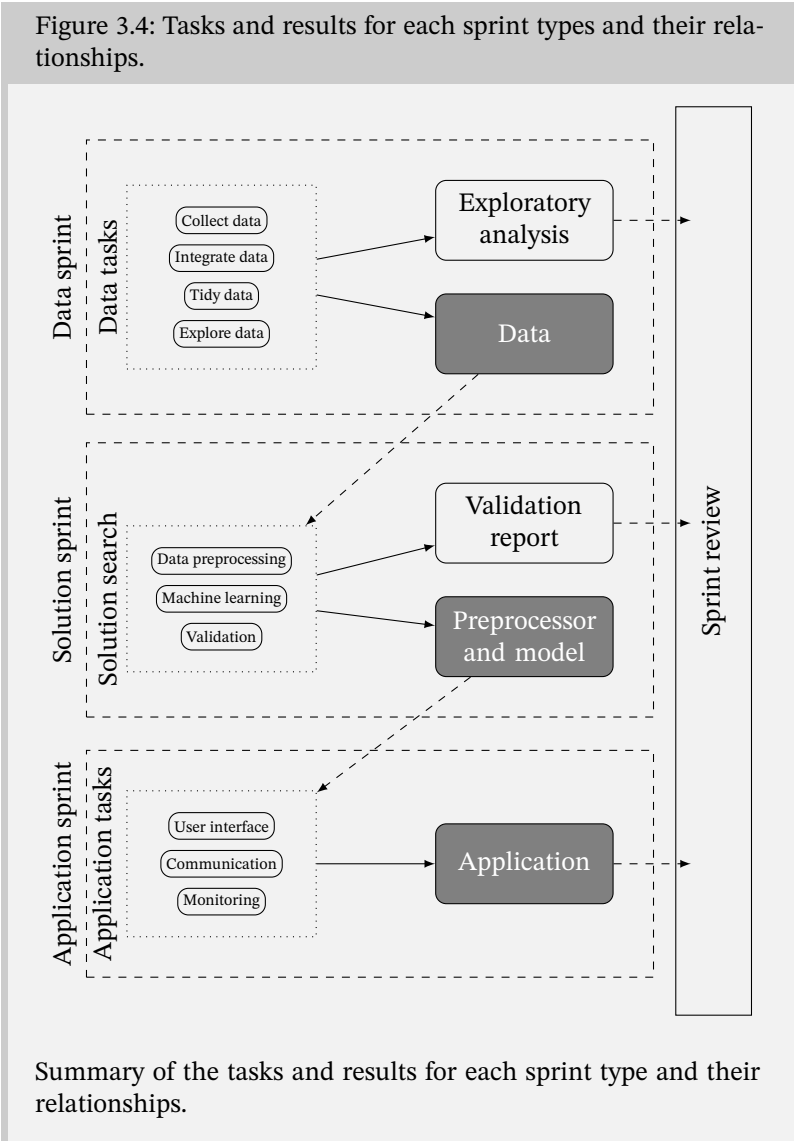 Figure 3.4: Tasks and results for each sprint types and their rela-
tionships.
Data sprint
Data tasks
Collect data
Integrate data
Tidy data
Explore data
Exploratory
analysis
Data
Solution sprint
Solution search
Data preprocessing
Machine learning
Validation
Validation
report
Preprocessor
and model
Application sprint
Application tasks
User interface
Communication
Monitoring
Application
Sprint review
Summary of the tasks and results for each sprint type and their
relationships.